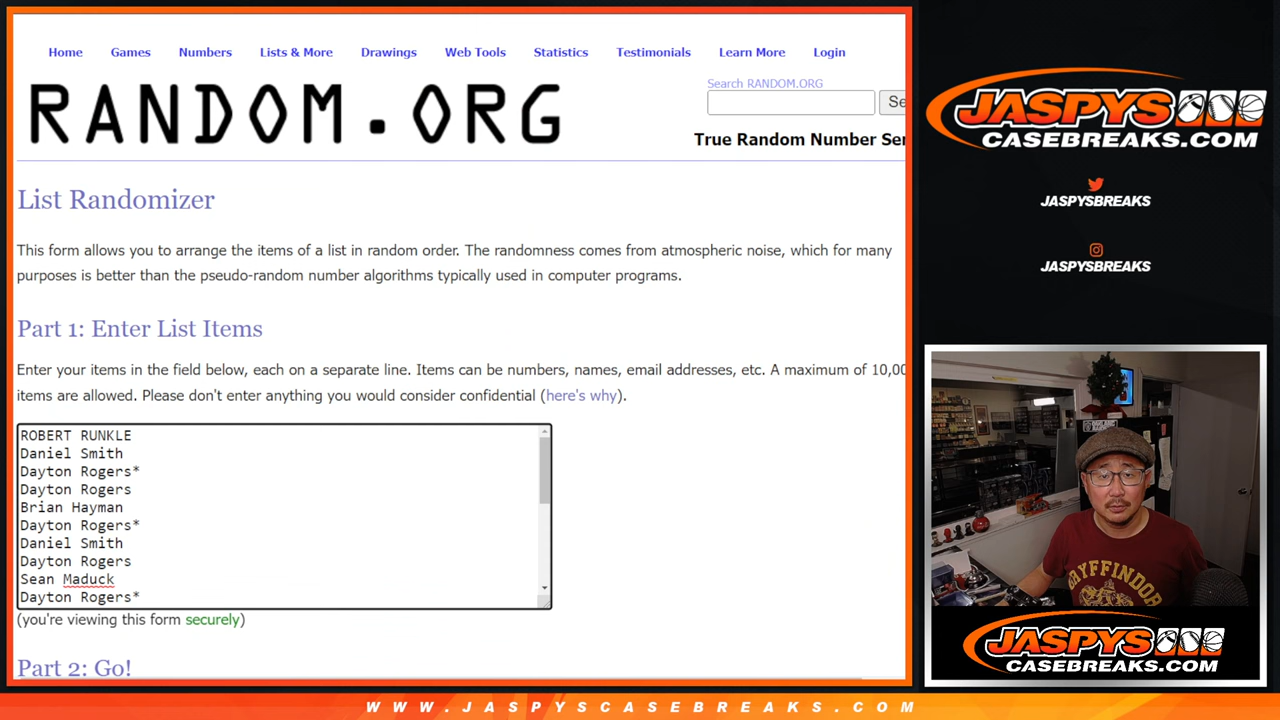 Home Games Numbers Lists & More Drawings Web Tools Statistics Testimonials Learn More Login
RANDOM.ORG
Search RANDOM.ORG
Se
True Random Number Ser
List Randomizer
This form allows you to arrange the items of a list in random order. The randomness comes from atmospheric noise, which for many
purposes is better than the pseudo-random number algorithms typically used in computer programs.
Part 1: Enter List Items
Enter your items in the field below, each on a separate line. Items can be numbers, names, email addresses, etc. A maximum of 10,00
items are allowed. Please don't enter anything you would consider confidential (here's why).
ROBERT RUNKLE
Daniel Smith
Dayton Rogers*
Dayton Rogers
Brian Hayman
Dayton Rogers*
Daniel Smith
Dayton Rogers
Sean Maduck
Dayton Rogers*
(you're viewing this form securely)
Part 2: Go!
JASPYS
CASEBREAKS.COM
JASPYSBREAKS
JASPYSBREAKS
GRYFFINDOR
JASPYS
CASEBREAKS.COM
WWW.JASPYSCASEBREAKS.COM